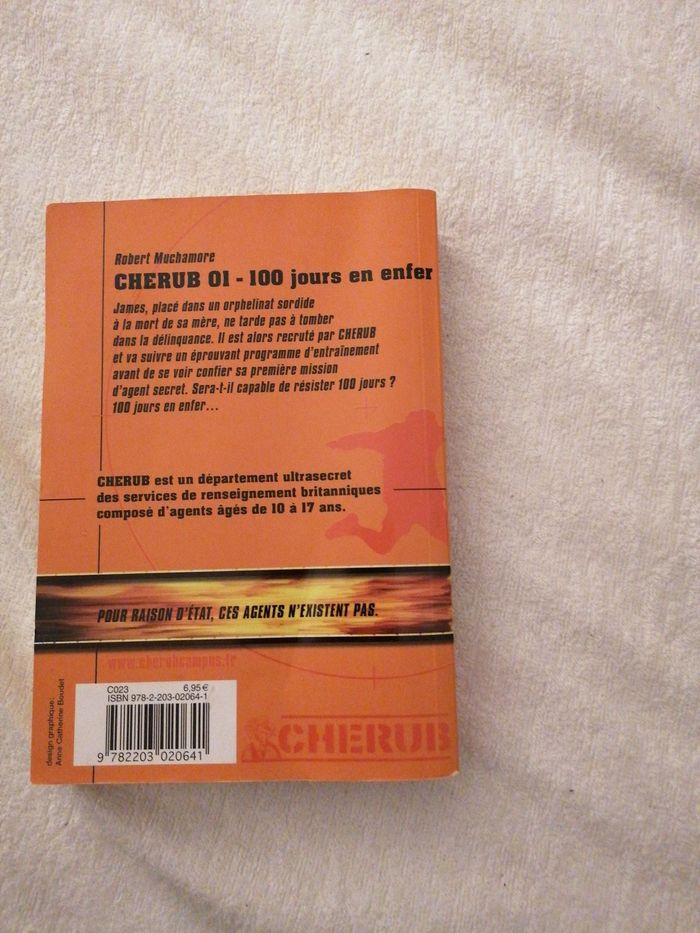 Robert Muchamore
CHERUB 01 - 100 jours en enfer
James, placé dans un orphelinat sordide
à la mort de sa mère, ne tarde pas à tomber
dans la délinquance. Il est alors recruté par CHERUB
et va suivre un éprouvant programme d'entraînement
avant de se voir confier sa première mission
d'agent secret. Sera-t-il capable de résister 100 jours ?
100 jours en enfer...
CHERUB est un département ultrasecret
des services de renseignement britanniques
composé d'agents âgés de 10 à 17 ans.
POUR RAISON D'ÉTAT, CES AGENTS N'EXISTENT PAS.
www.cherubcampus.fr
C023 6,95 €
ISBN 978-2-203-02064-1
9 782203 020641
design graphique:
Anne Catherine Boudet
CHERUB